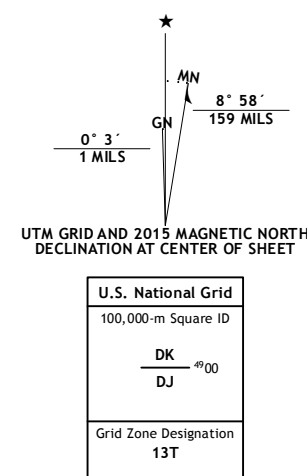 MN
GN
8° 58´
159 MILS
0° 3´
1 MILS
UTM GRID AND 2015 MAGNETIC NORTH
DECLINATION AT CENTER OF SHEET
U.S. National Grid
100,000-m Square ID
DK
4900
DJ
Grid Zone Designation
13T